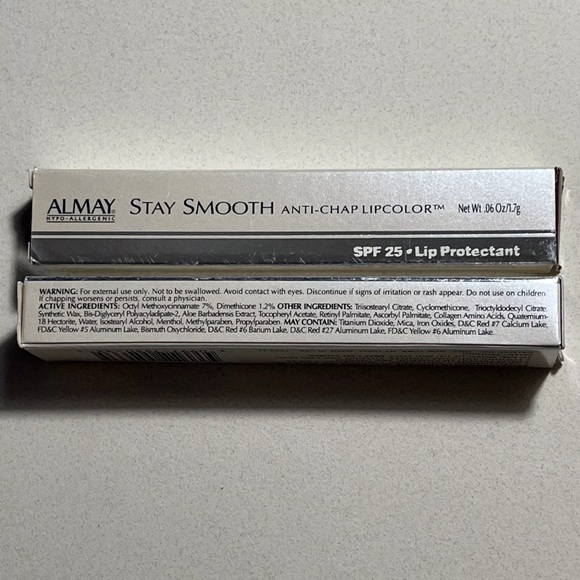 ALMAY®
HYPO-ALLERGENIC
STAY SMOOTH ANTI-CHAP LIPCOLOR™ Net Wt .06 Oz/1.7g
SPF 25 • Lip Protectant
WARNING: For external use only. Not to be swallowed. Avoid contact with eyes. Discontinue if signs of irritation or rash appear. Do not use on children.
If chapping worsens or persists, consult a physician.
ACTIVE INGREDIENTS: Octyl Methoxycinnamate 7%, Dimethicone 1.2% OTHER INGREDIENTS: Triisostearyl Citrate, Cyclomethicone, Trioctyldodecyl Citrate,
Synthetic Wax, Bis-Diglyceryl Polyacyladipate-2, Aloe Barbadensis Extract, Tocopheryl Acetate, Retinyl Palmitate, Ascorbyl Palmitate, Collagen Amino Acids, Quaternium-
18 Hectorite, Water, Isostearyl Alcohol, Menthol, Methylparaben, Propylparaben. MAY CONTAIN: Titanium Dioxide, Mica, Iron Oxides, D&C Red #7 Calcium Lake,
FD&C Yellow #5 Aluminum Lake, Bismuth Oxychloride, D&C Red #6 Barium Lake, D&C Red #27 Aluminum Lake, FD&C Yellow #6 Aluminum Lake.